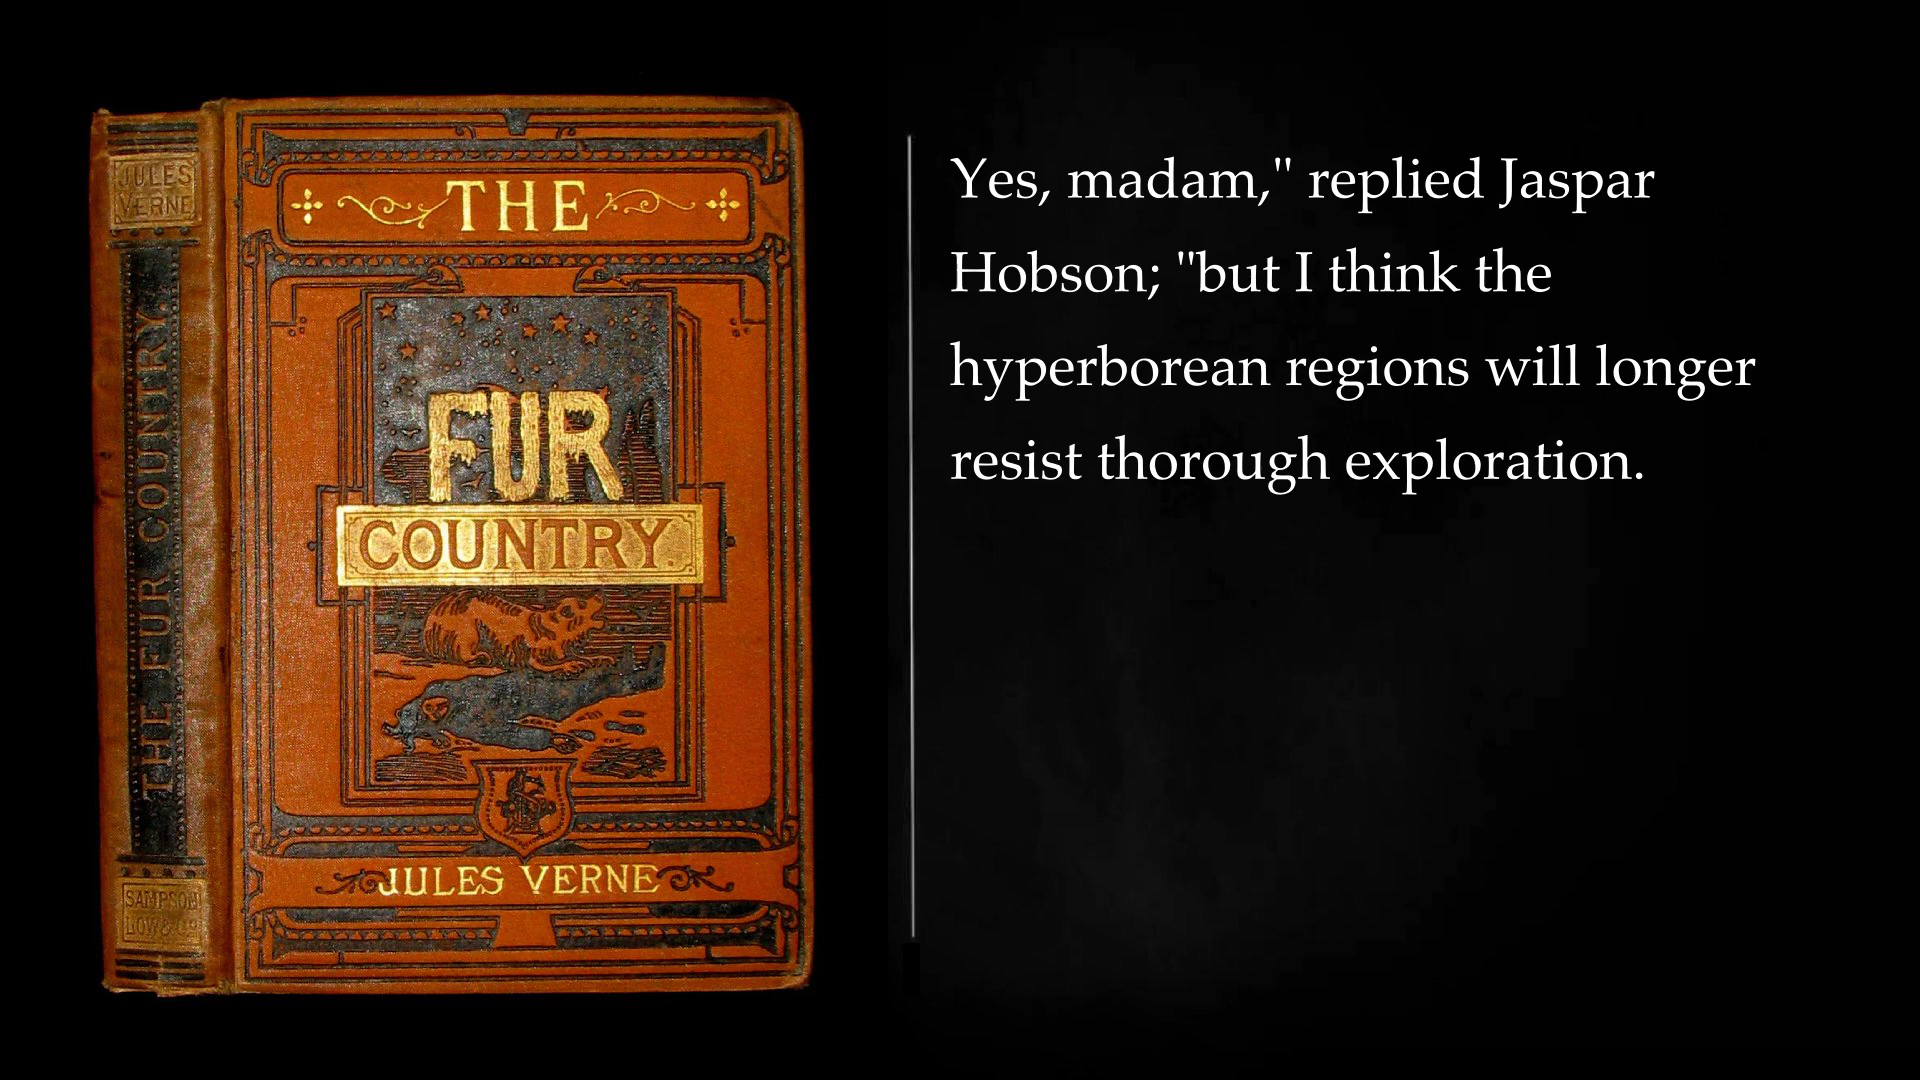 JULES
VERNE
THE FUR COUNTRY.
SAMPSON
LOW & Co
THE
FUR
COUNTRY.
JULES VERNE
Yes, madam," replied Jaspar
Hobson; "but I think the
hyperborean regions will longer
resist thorough exploration.